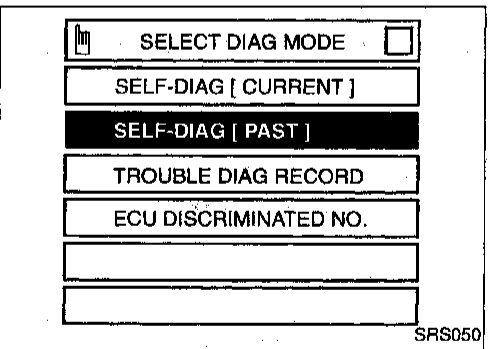 SELECT DIAG MODE
SELF-DIAG [ CURRENT ]
SELF-DIAG [ PAST ]
TROUBLE DIAG RECORD
ECU DISCRIMINATED NO.
SRS050